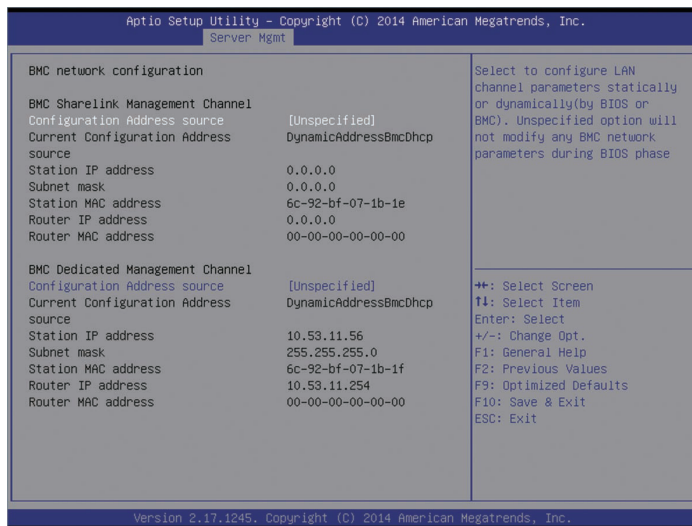 Aptio Setup Utility – Copyright (C) 2014 American Megatrends, Inc.
Server Mgmt
BMC network configuration
BMC Sharelink Management Channel
Configuration Address source [Unspecified]
Current Configuration Address DynamicAddressBmcDhcp
source
Station IP address 0.0.0.0
Subnet mask 0.0.0.0
Station MAC address 6c-92-bf-07-1b-1e
Router IP address 0.0.0.0
Router MAC address 00-00-00-00-00-00
BMC Dedicated Management Channel
Configuration Address source [Unspecified]
Current Configuration Address DynamicAddressBmcDhcp
source
Station IP address 10.53.11.56
Subnet mask 255.255.255.0
Station MAC address 6c-92-bf-07-1b-1f
Router IP address 10.53.11.254
Router MAC address 00-00-00-00-00-00
Select to configure LAN
channel parameters statically
or dynamically(by BIOS or
BMC). Unspecified option will
not modify any BMC network
parameters during BIOS phase
→←: Select Screen
↑↓: Select Item
Enter: Select
+/-: Change Opt.
F1: General Help
F2: Previous Values
F9: Optimized Defaults
F10: Save & Exit
ESC: Exit
Version 2.17.1245. Copyright (C) 2014 American Megatrends, Inc.